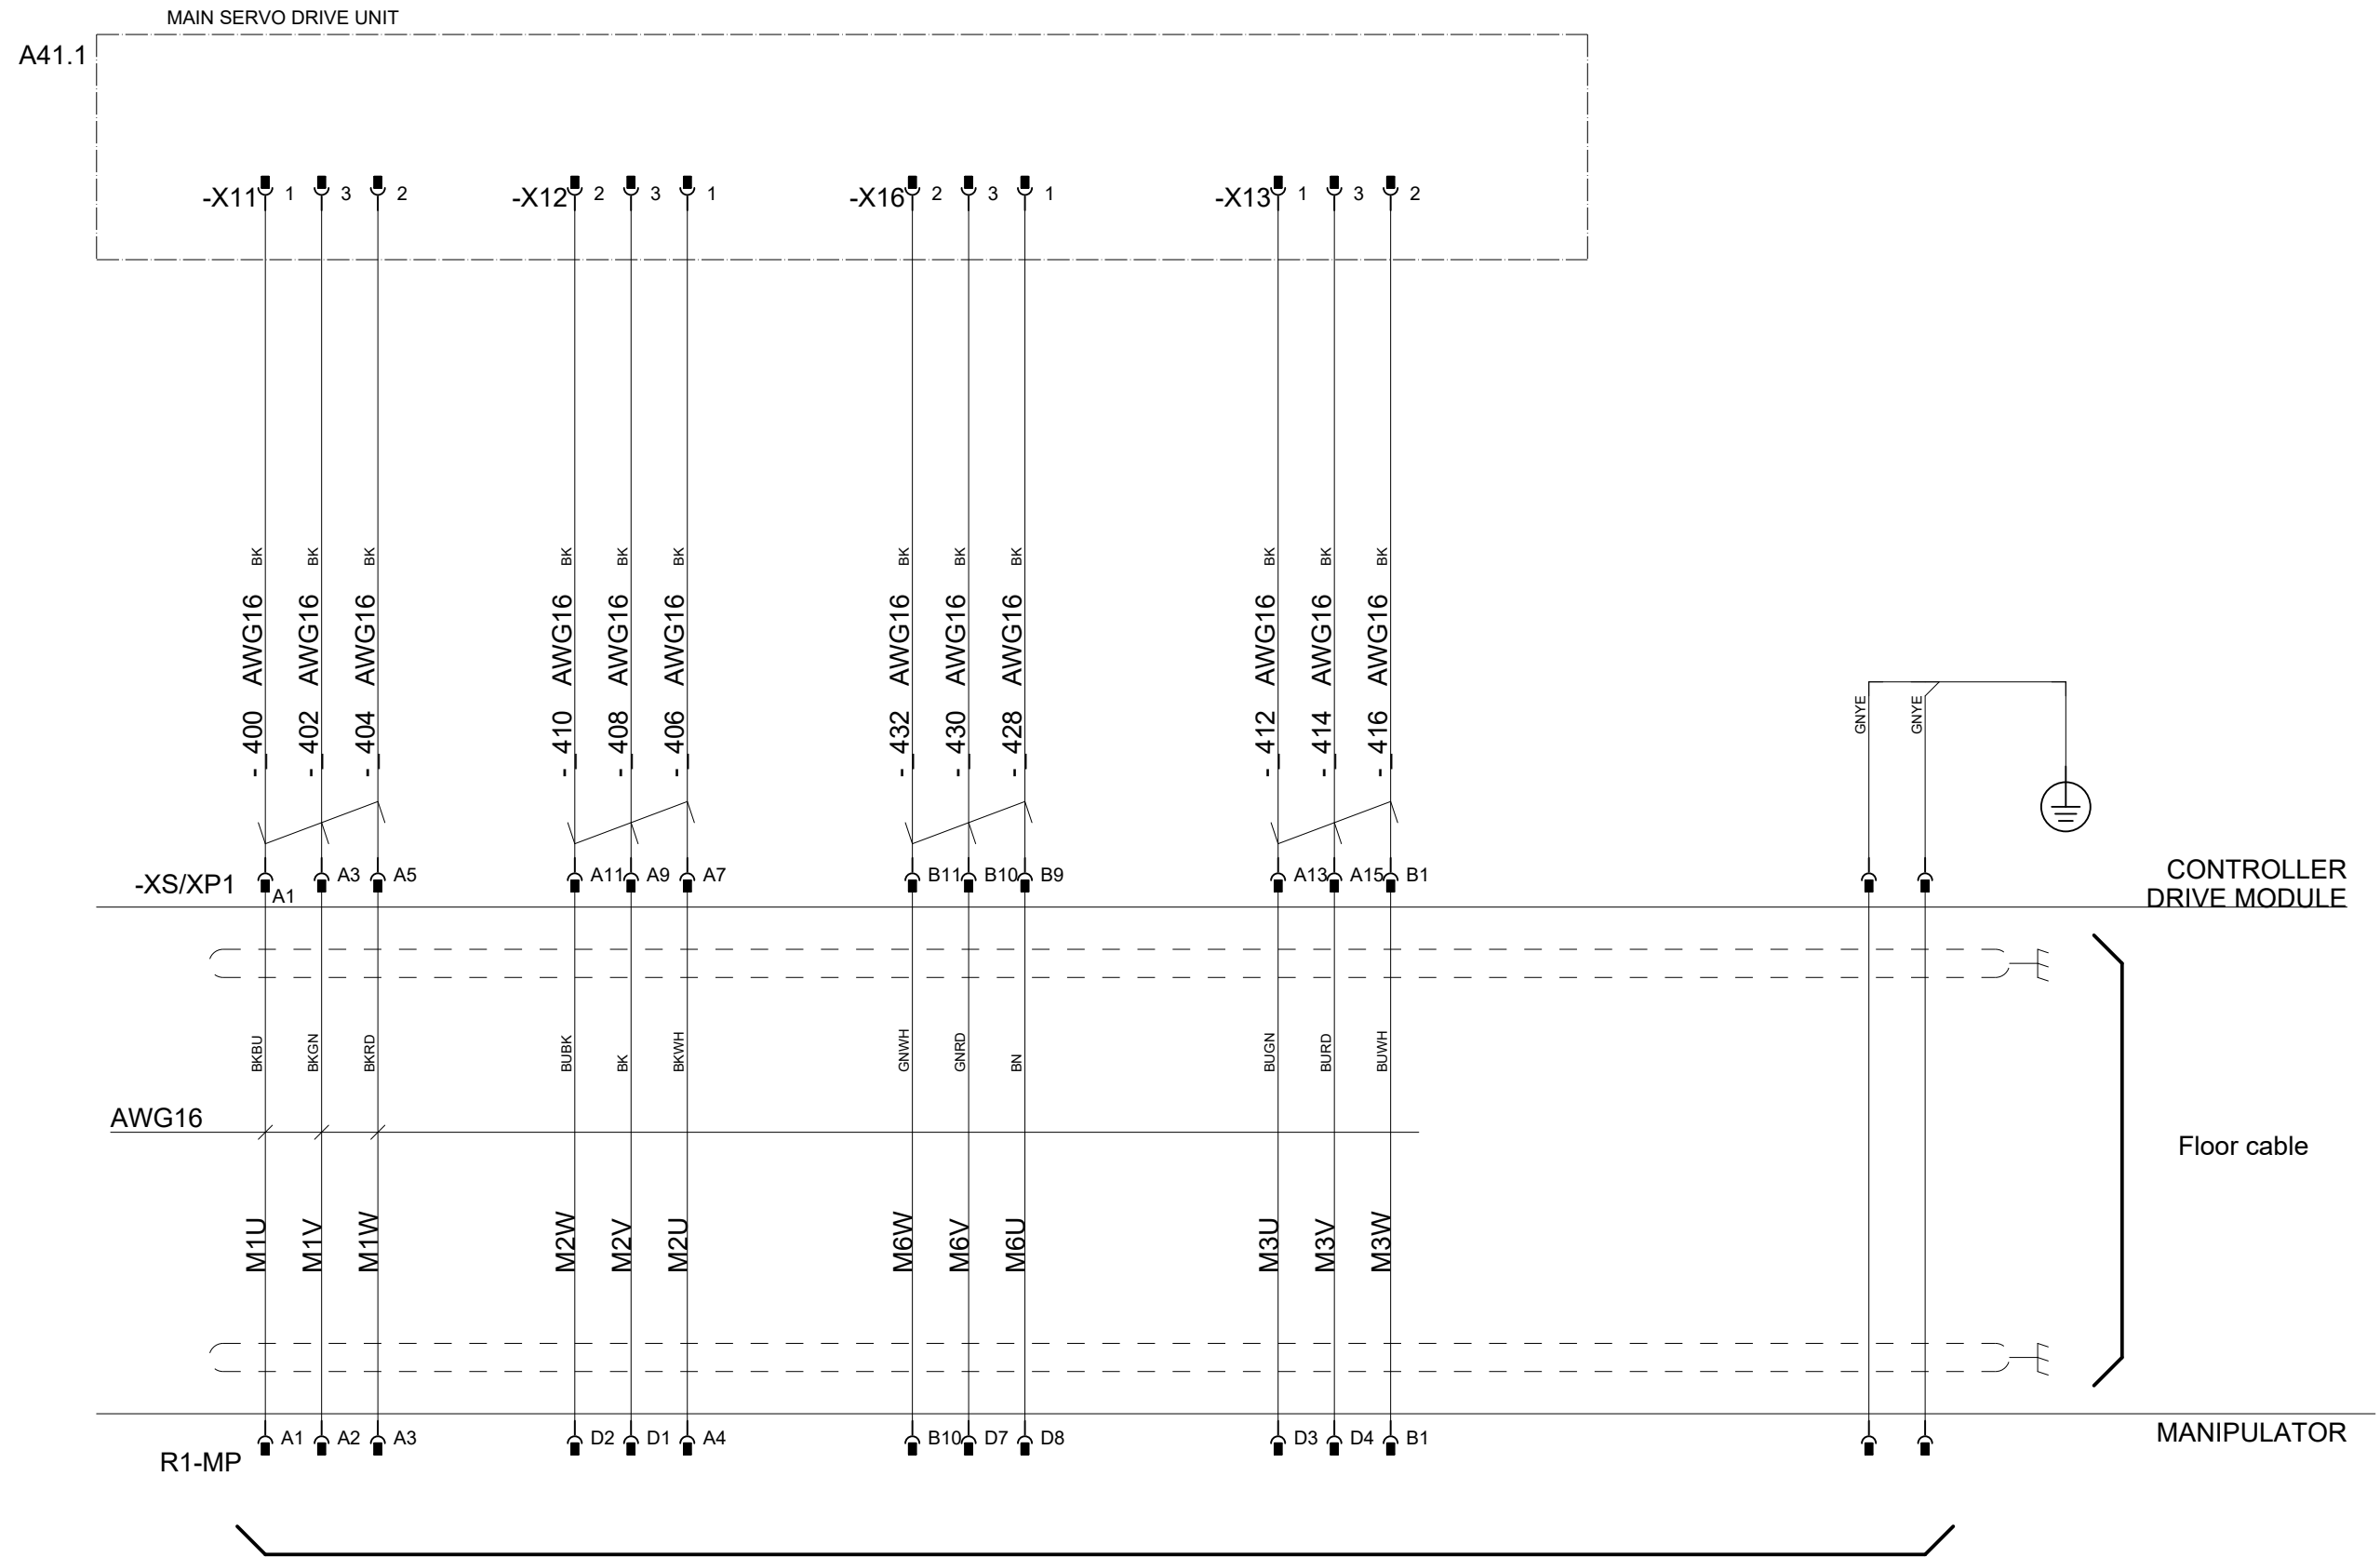 MAIN SERVO DRIVE UNIT
A41.1
-X11 1 3 2 -X12 2 3 1 -X16 2 3 1 -X13 1 3 2
BK BK BK BK BK BK BK BK BK BK BK BK
AWG16 AWG16 AWG16 AWG16 AWG16 AWG16 AWG16 AWG16 AWG16 AWG16 AWG16 AWG16
- 400 - 402 - 404 - 410 - 408 - 406 - 432 - 430 - 428 - 412 - 414 - 416
GNYE GNYE
-XS/XP1 A1 A3 A5 A11 A9 A7 B11 B10 B9 A13 A15 B1
CONTROLLER
DRIVE MODULE
BKBU BKGN BKRD BUBK BK BKWH GNWH GNRD BN BUGN BURD BUWH
AWG16
Floor cable
M1U M1V M1W M2W M2V M2U M6W M6V M6U M3U M3V M3W
MANIPULATOR
R1-MP A1 A2 A3 D2 D1 A4 B10 D7 D8 D3 D4 B1